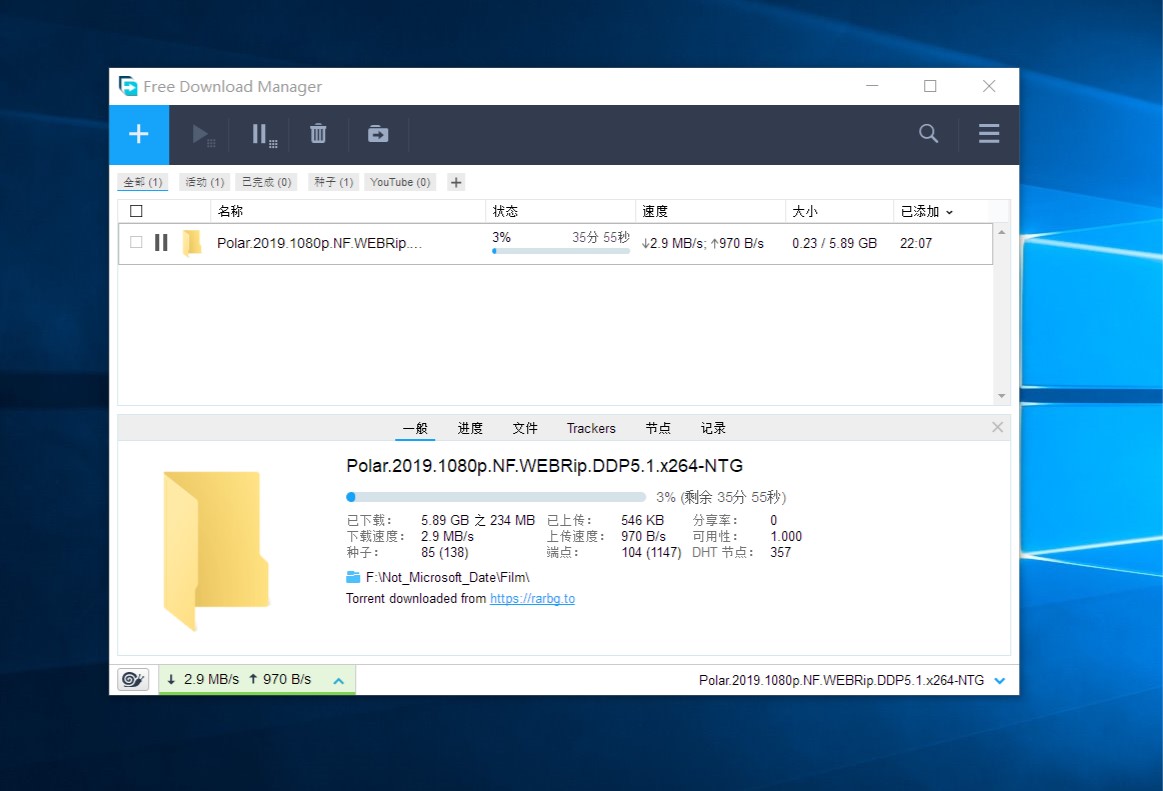 Free Download Manager
全部 (1) 活动 (1) 已完成 (0) 种子 (1) YouTube (0)
名称 状态 速度 大小 已添加
Polar.2019.1080p.NF.WEBRip.... 3% 35分 55秒 ↓2.9 MB/s; ↑970 B/s 0.23 / 5.89 GB 22:07
一般 进度 文件 Trackers 节点 记录
Polar.2019.1080p.NF.WEBRip.DDP5.1.x264-NTG
3% (剩余 35分 55秒)
已下载: 5.89 GB 之 234 MB 已上传: 546 KB 分享率: 0
下载速度: 2.9 MB/s 上传速度: 970 B/s 可用性: 1.000
种子: 85 (138) 端点: 104 (1147) DHT 节点: 357
F:\Not_Microsoft_Date\Film\
Torrent downloaded from https://rarbg.to
↓ 2.9 MB/s ↑ 970 B/s Polar.2019.1080p.NF.WEBRip.DDP5.1.x264-NTG